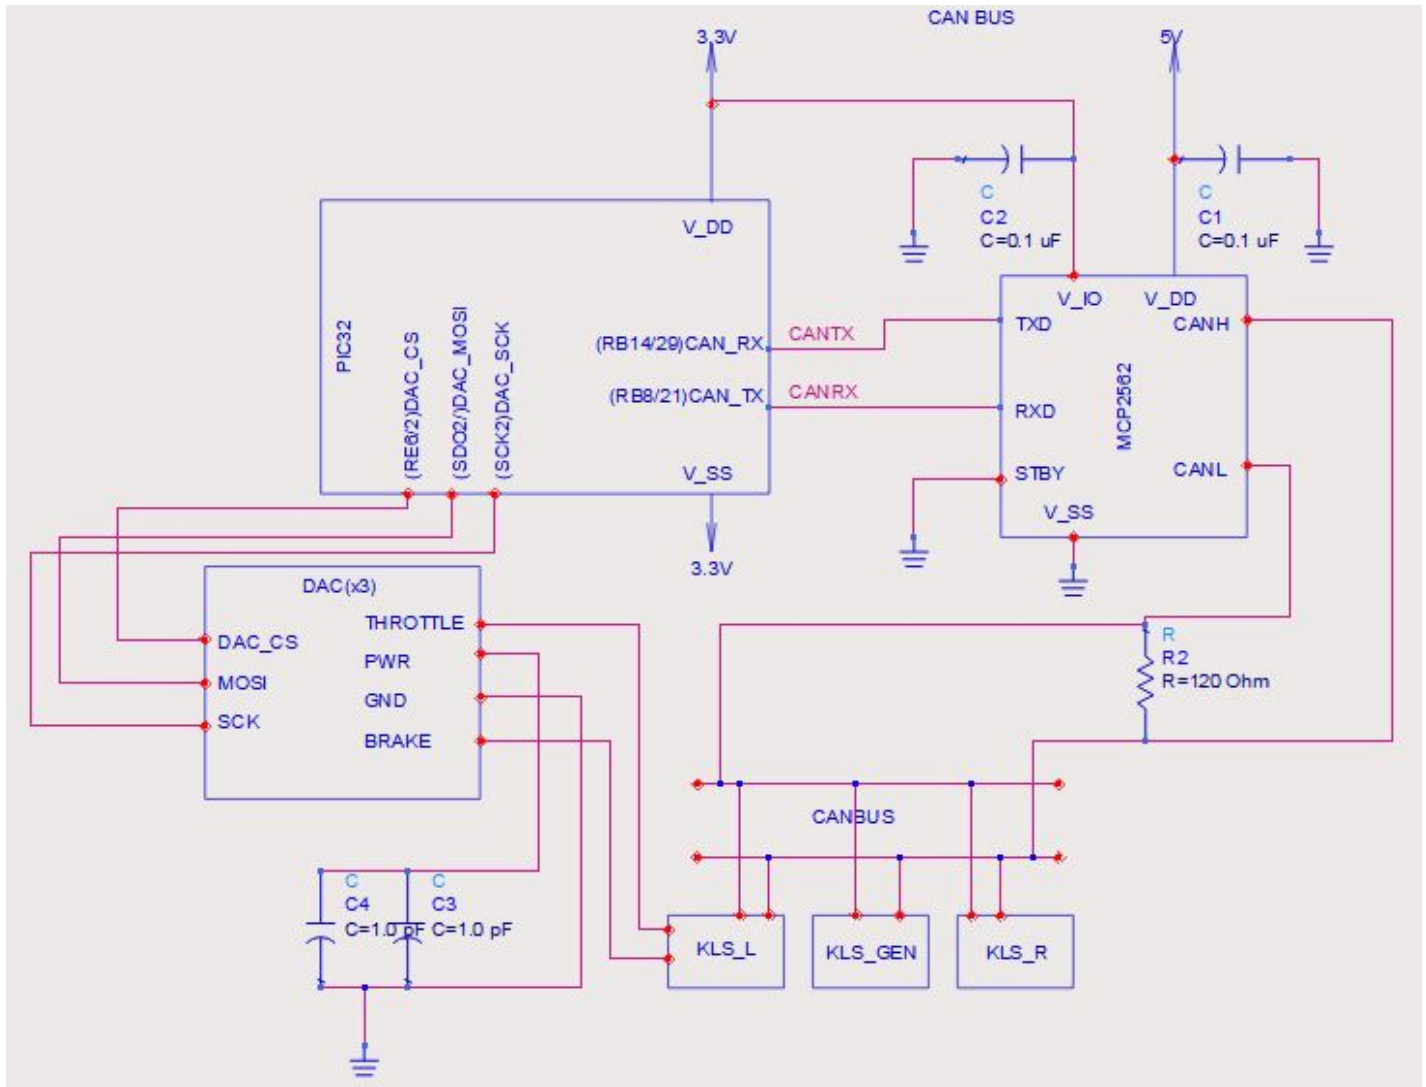 CAN BUS
3.3V
5V
C
C2
C=0.1 uF
C
C1
C=0.1 uF
V_DD
PIC32
(RE6/2)DAC_CS
(SDO2/)DAC_MOSI
(SCK2)DAC_SCK
(RB14/29)CAN_RX
(RB8/21)CAN_TX
V_SS
3.3V
CANTX
CANRX
V_IO
V_DD
TXD
CANH
RXD
MCP2562
STBY
CANL
V_SS
DAC(x3)
DAC_CS
MOSI
SCK
THROTTLE
PWR
GND
BRAKE
R
R2
R=120 Ohm
CANBUS
C
C4
C=1.0 pF
C
C3
C=1.0 pF
KLS_L
KLS_GEN
KLS_R